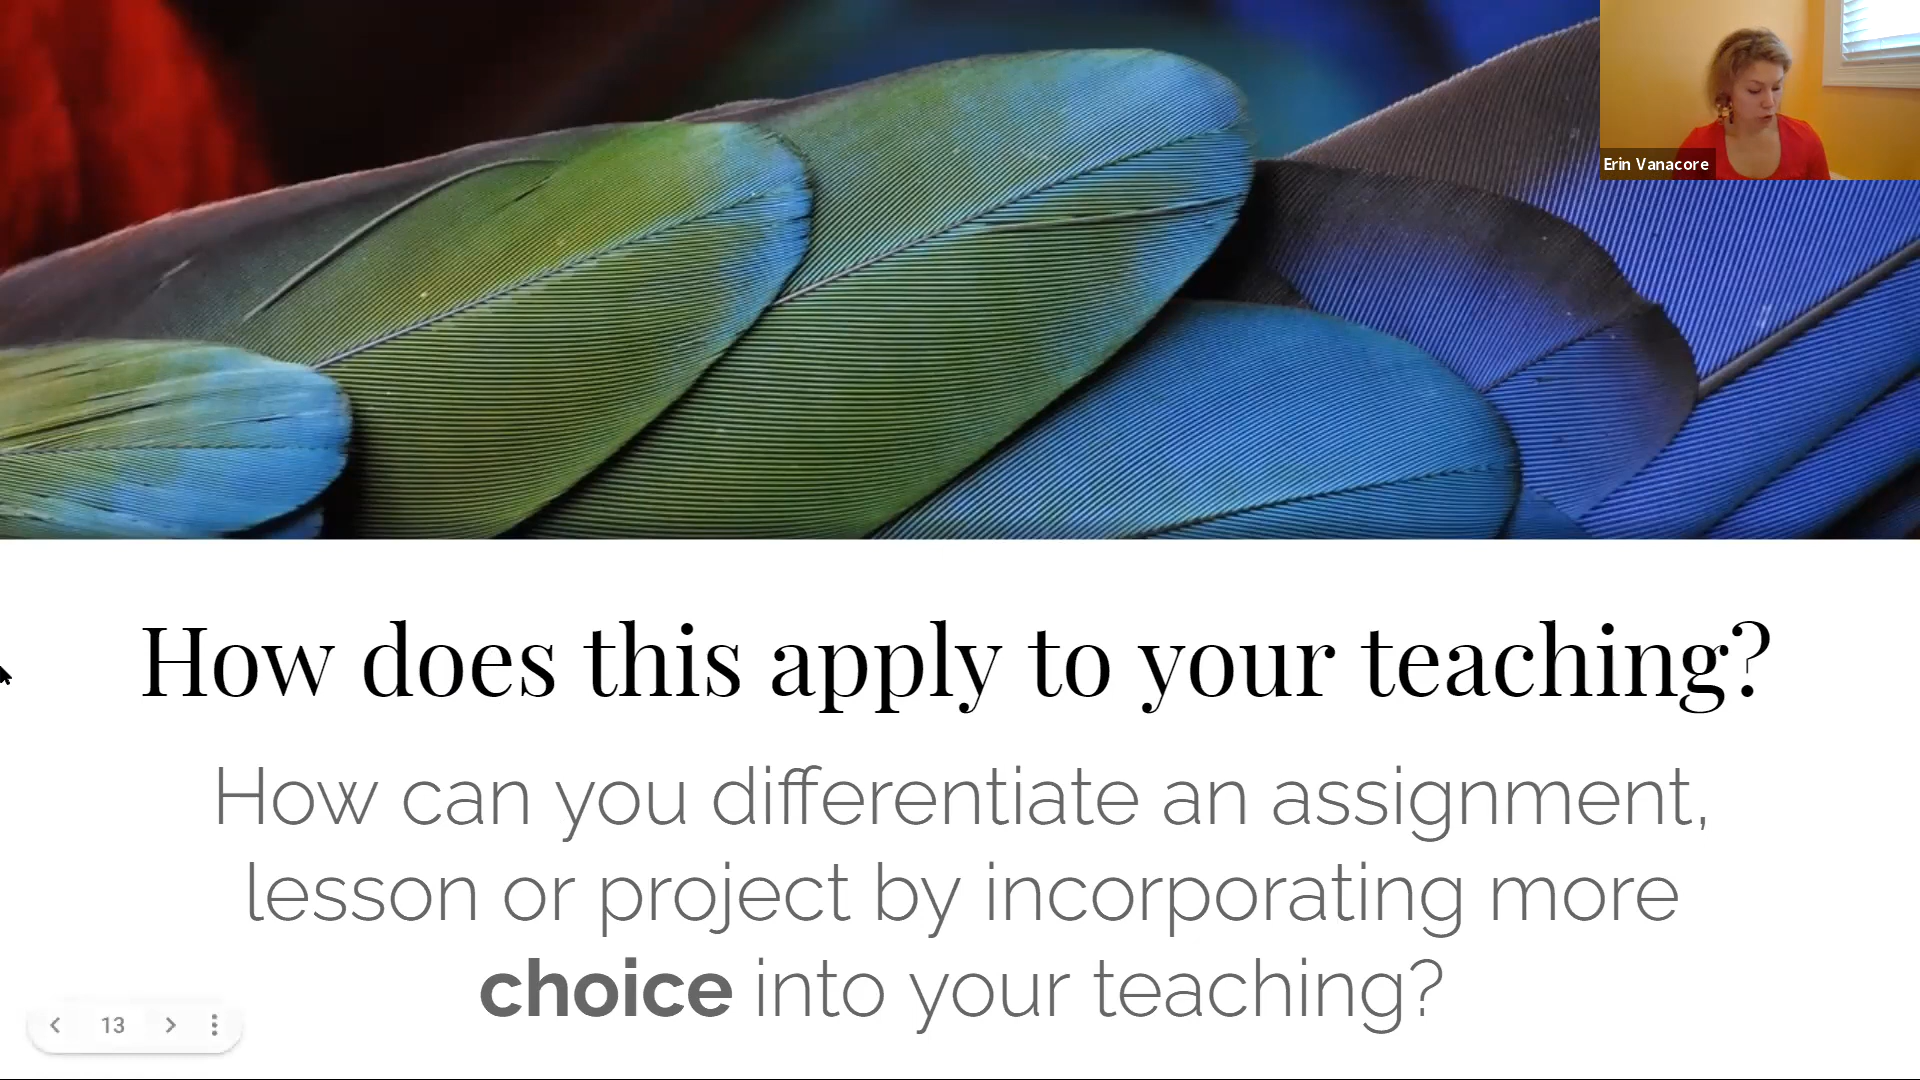 Erin Vanacore
How does this apply to your teaching?
How can you differentiate an assignment,
lesson or project by incorporating more
choice into your teaching?
13